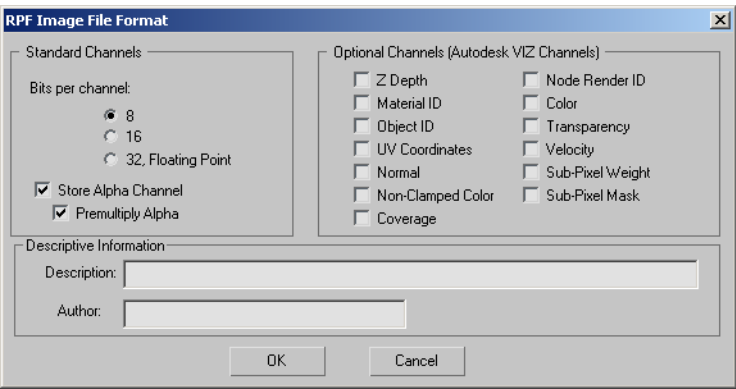 RPF Image File Format
Standard Channels
Bits per channel:
8
16
32, Floating Point
Store Alpha Channel
Premultiply Alpha
Optional Channels (Autodesk VIZ Channels)
Z Depth
Material ID
Object ID
UV Coordinates
Normal
Non-Clamped Color
Coverage
Node Render ID
Color
Transparency
Velocity
Sub-Pixel Weight
Sub-Pixel Mask
Descriptive Information
Description:
Author:
OK
Cancel